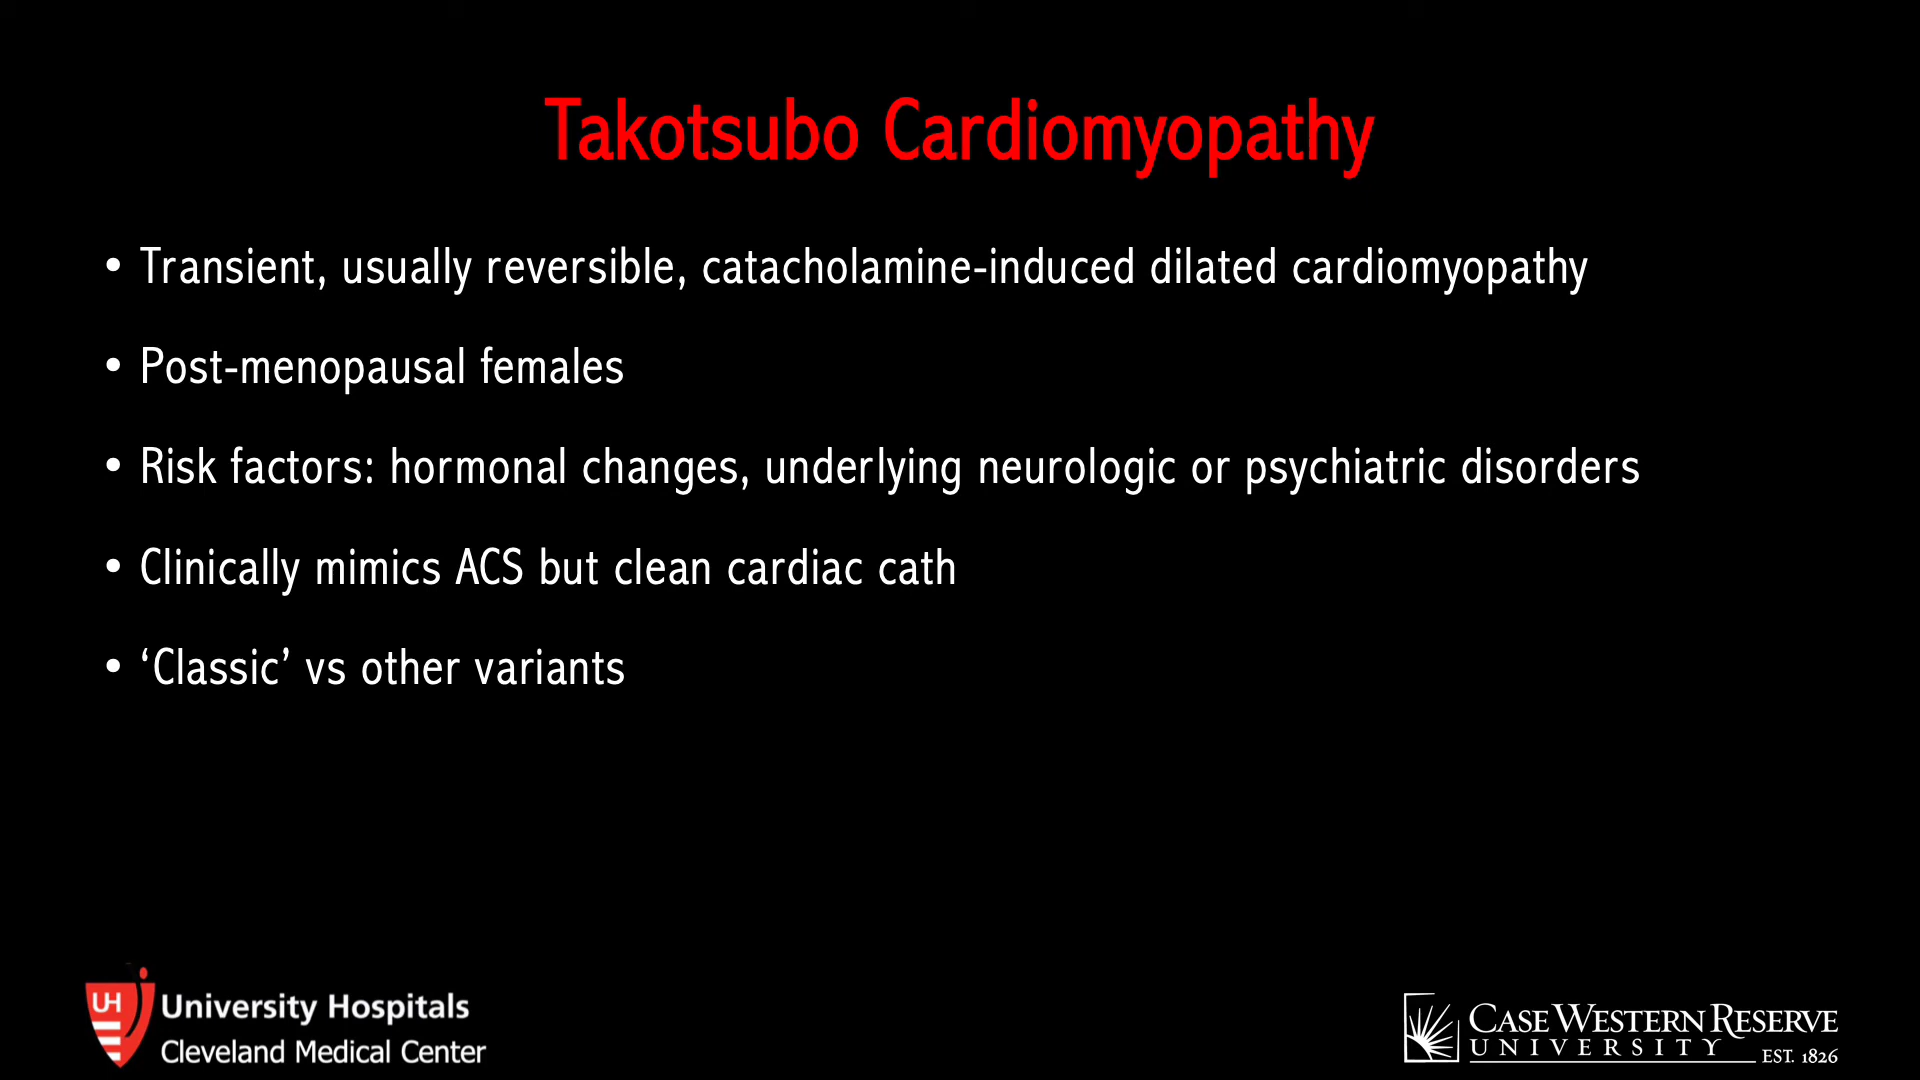 Takotsubo Cardiomyopathy
• Transient, usually reversible, catacholamine-induced dilated cardiomyopathy
• Post-menopausal females
• Risk factors: hormonal changes, underlying neurologic or psychiatric disorders
• Clinically mimics ACS but clean cardiac cath
• ‘Classic’ vs other variants
UH
University Hospitals
Cleveland Medical Center
CASE WESTERN RESERVE
UNIVERSITY
EST. 1826